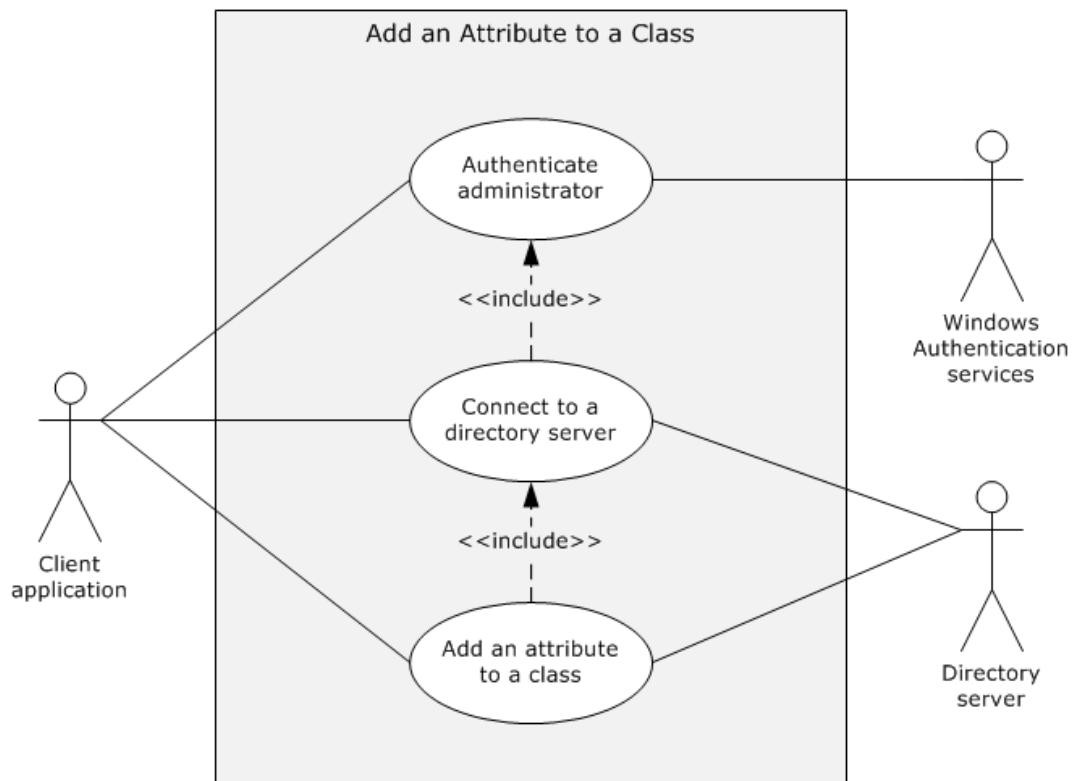 Add an Attribute to a Class
Authenticate
administrator
<<include>>
Windows
Authentication
services
Connect to a
directory server
<<include>>
Client
application
Add an attribute
to a class
Directory
server